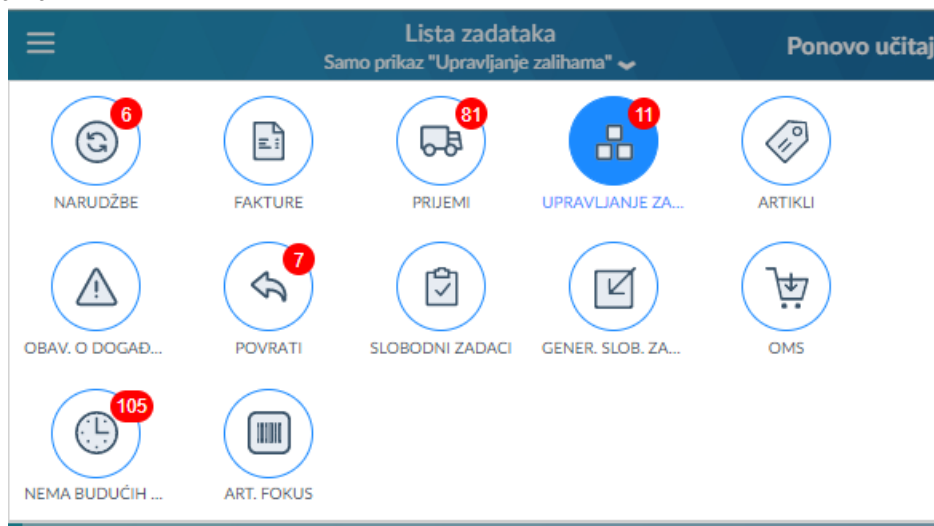 Lista zadataka
Samo prikaz "Upravljanje zalihama"
Ponovo učitaj
6
81
11
NARUDŽBE
FAKTURE
PRIJEMI
UPRAVLJANJE ZA...
ARTIKLI
7
OBAV. O DOGAĐ...
POVRATI
SLOBODNI ZADACI
GENER. SLOB. ZA...
OMS
105
NEMA BUDUĆIH ...
ART. FOKUS